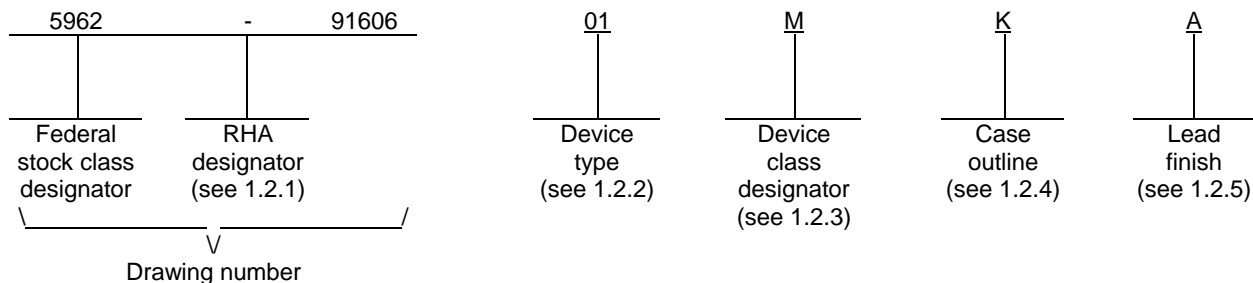 5962 - 91606 01 M K A
Federal stock class designator
RHA designator (see 1.2.1)
Device type (see 1.2.2)
Device class designator (see 1.2.3)
Case outline (see 1.2.4)
Lead finish (see 1.2.5)
\ /
\/
Drawing number